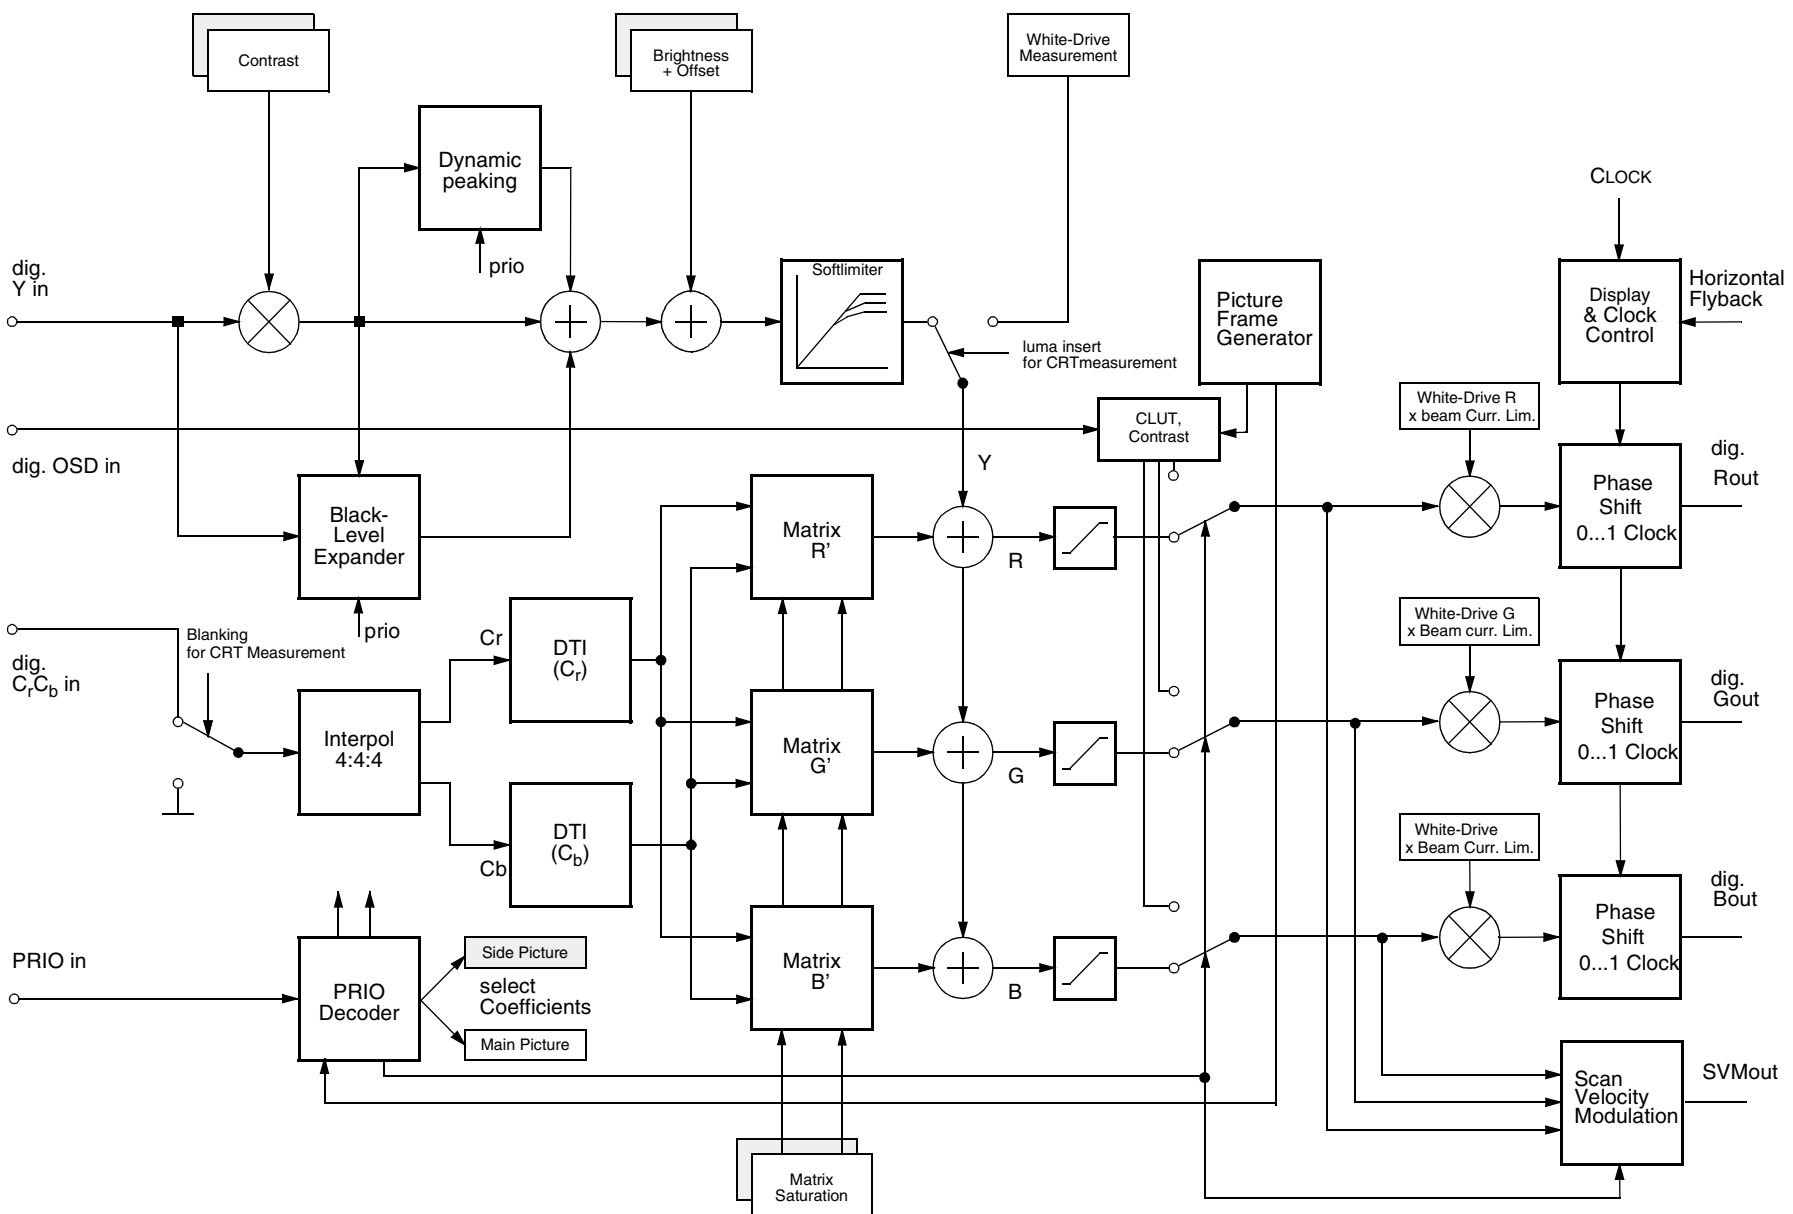 Contrast
Brightness
+ Offset
White-Drive
Measurement
Dynamic
peaking
prio
CLOCK
dig.
Y in
Softlimiter
Picture
Frame
Generator
Display
& Clock
Control
Horizontal
Flyback
luma insert
for CRTmeasurement
White-Drive R
x beam Curr. Lim.
CLUT,
Contrast
dig. OSD in
Y
dig.
Rout
Phase
Shift
0...1 Clock
Black-
Level
Expander
Matrix
R’
R
prio
Blanking
for CRT Measurement
dig.
CrCb in
Cr
DTI
(Cr)
White-Drive G
x Beam curr. Lim.
dig.
Gout
Phase
Shift
0...1 Clock
Interpol
4:4:4
Matrix
G’
G
DTI
(Cb)
Cb
White-Drive
x Beam Curr. Lim.
dig.
Bout
Phase
Shift
0...1 Clock
PRIO in
PRIO
Decoder
Side Picture
select
Coefficients
Main Picture
Matrix
B’
B
Scan
Velocity
Modulation
SVMout
Matrix
Saturation